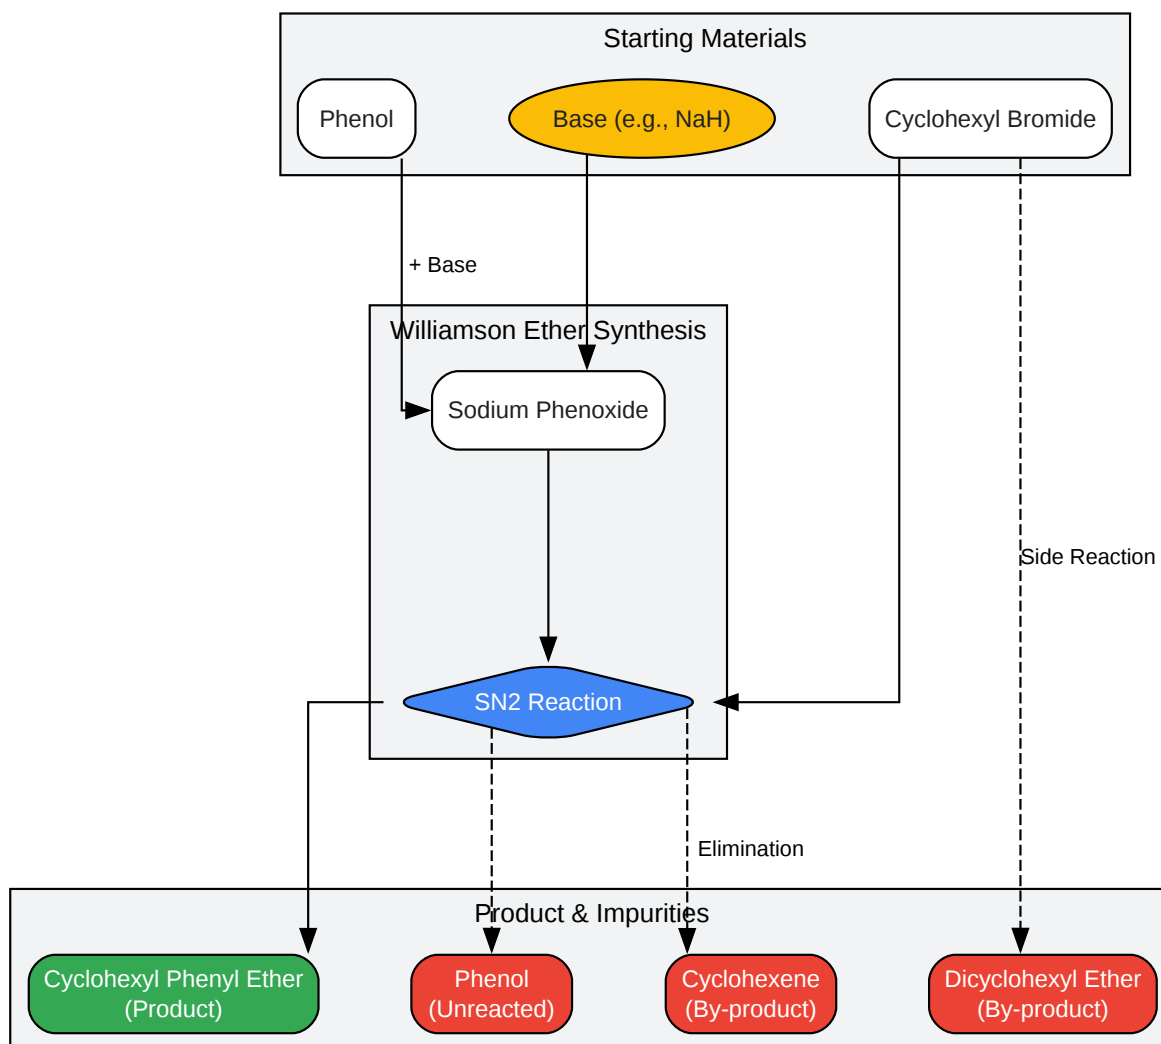 Starting Materials
Phenol
Base (e.g., NaH)
Cyclohexyl Bromide
+ Base
Williamson Ether Synthesis
Sodium Phenoxide
Side Reaction
SN2 Reaction
Elimination
Product & Impurities
Cyclohexyl Phenyl Ether
(Product)
Phenol
(Unreacted)
Cyclohexene
(By-product)
Dicyclohexyl Ether
(By-product)